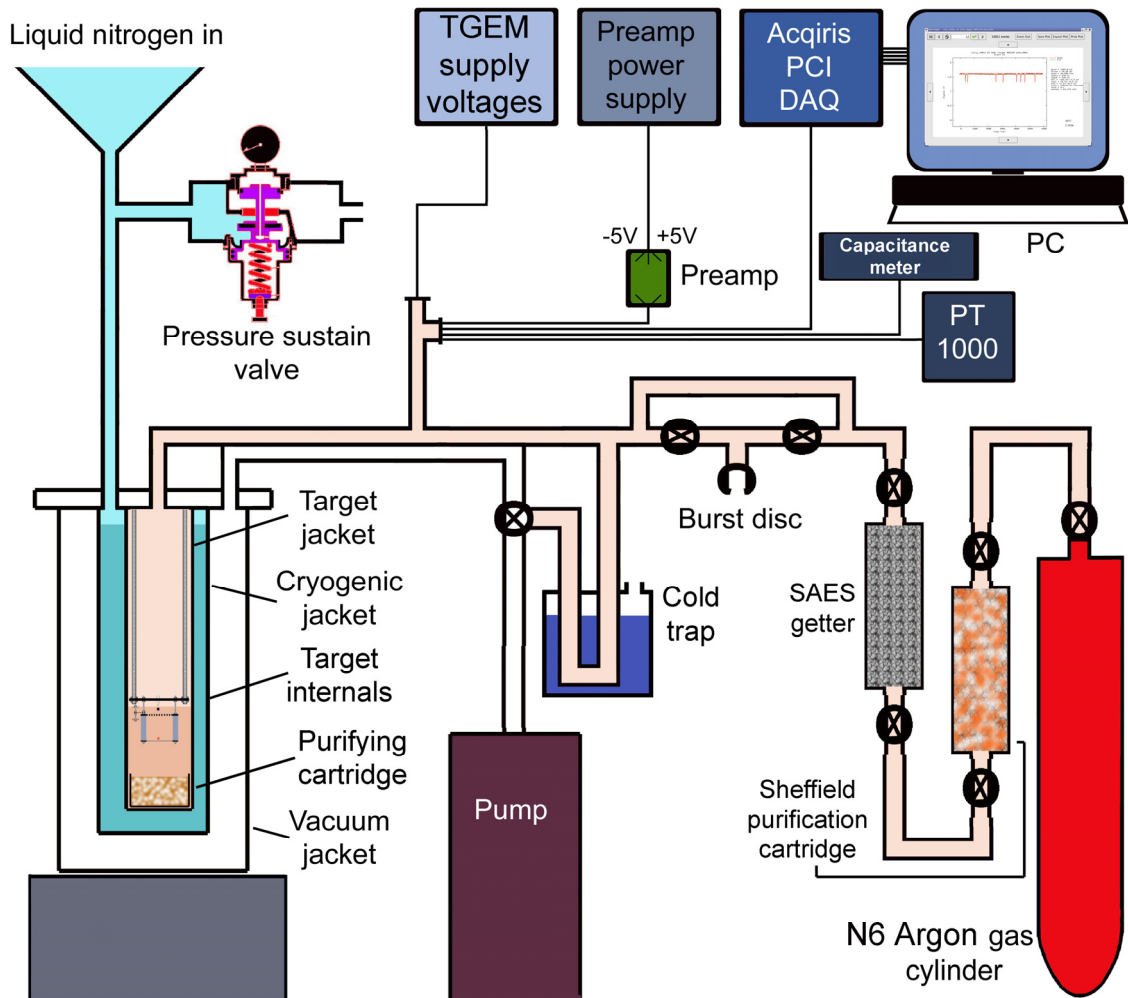 Liquid nitrogen in
TGEM
supply
voltages
Preamp
power
supply
Acqiris
PCI
DAQ
PC
-5V +5V
Preamp
Capacitance
meter
PT
1000
Pressure sustain
valve
Target
jacket
Cryogenic
jacket
Target
internals
Purifying
cartridge
Vacuum
jacket
Burst disc
Cold
trap
SAES
getter
Pump
Sheffield
purification
cartridge
N6 Argon gas
cylinder